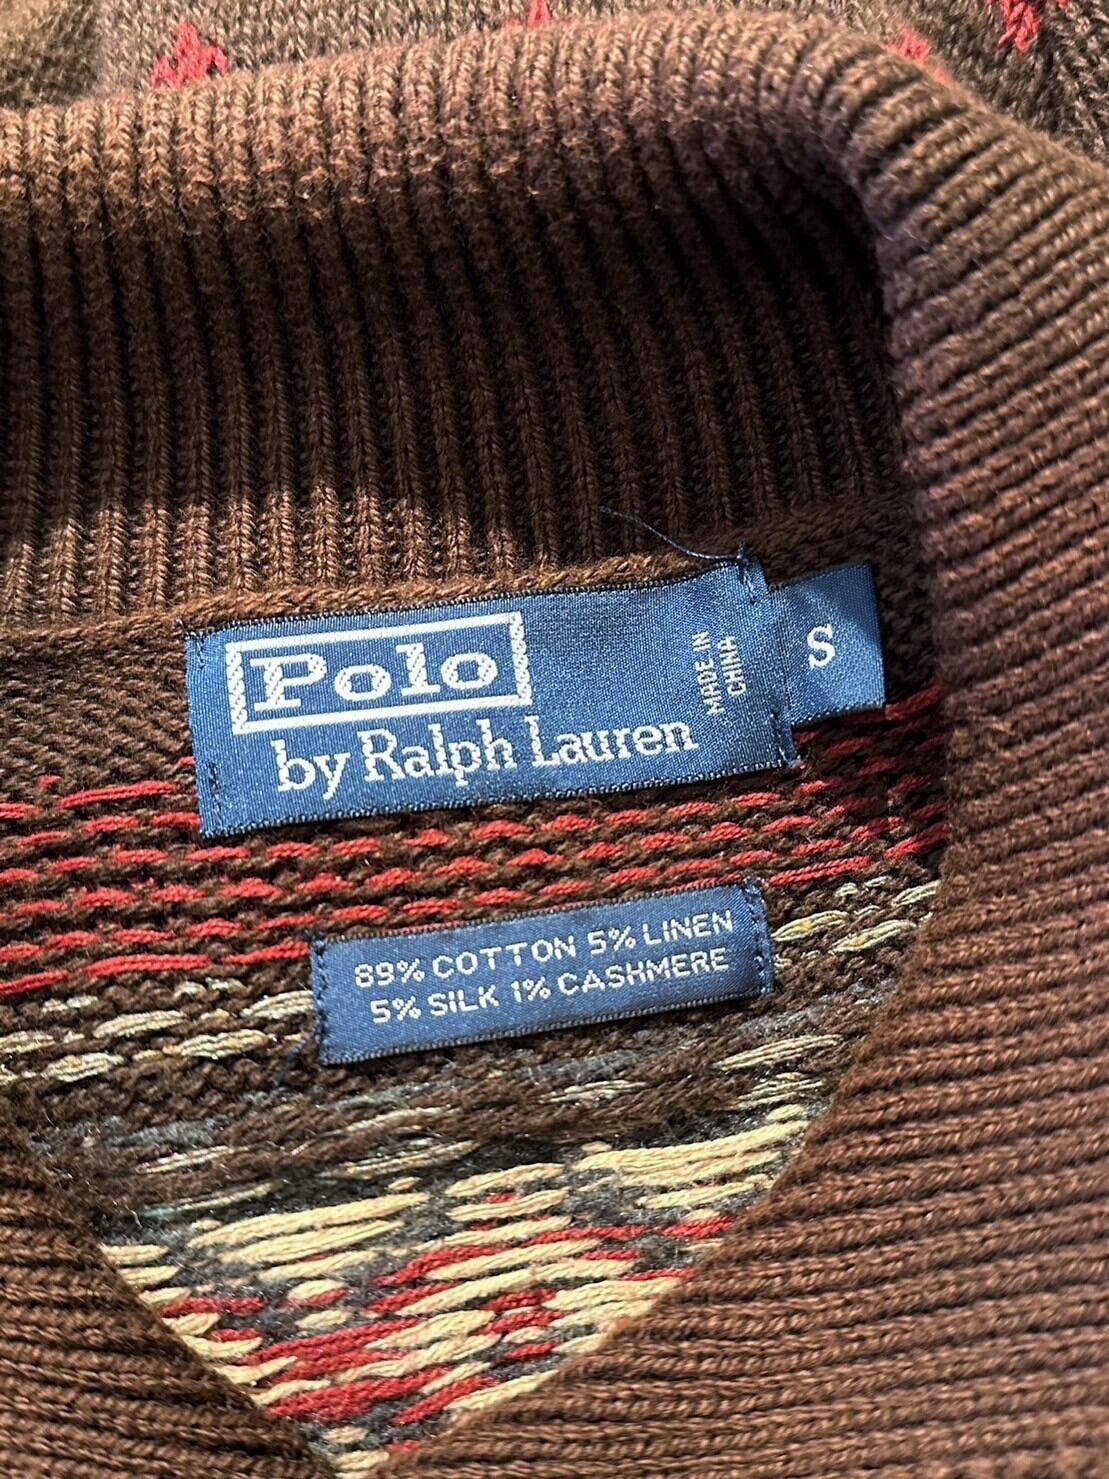 Polo
by Ralph Lauren
MADE IN
CHINA
S
89% COTTON 5% LINEN
5% SILK 1% CASHMERE